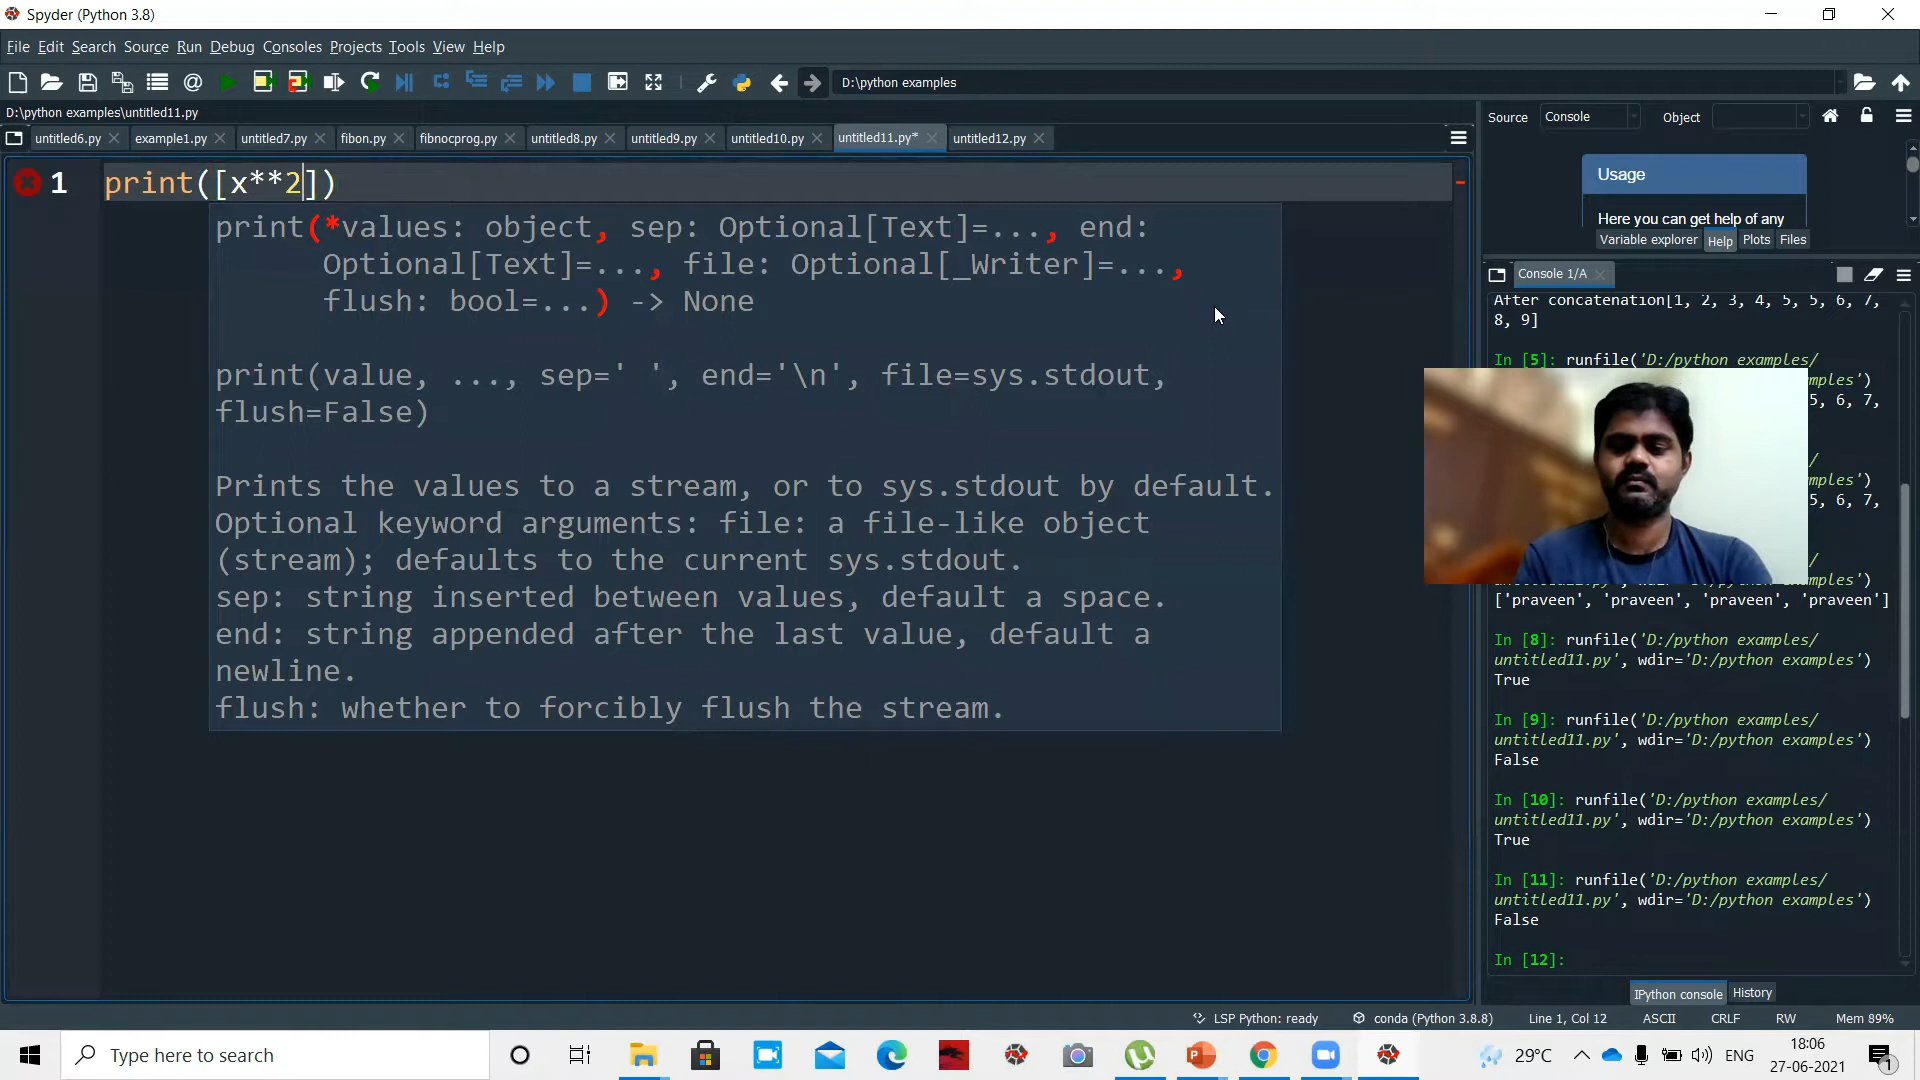 Spyder (Python 3.8)
File Edit Search Source Run Debug Consoles Projects Tools View Help
D:\python examples
D:\python examples\untitled11.py
untitled6.py example1.py untitled7.py fibon.py fibnocprog.py untitled8.py untitled9.py untitled10.py untitled11.py* untitled12.py
1 print([x**2])
print(*values: object, sep: Optional[Text]=..., end:
Optional[Text]=..., file: Optional[_Writer]=...,
flush: bool=...) -> None
print(value, ..., sep=' ', end='\n', file=sys.stdout,
flush=False)
Prints the values to a stream, or to sys.stdout by default.
Optional keyword arguments: file: a file-like object
(stream); defaults to the current sys.stdout.
sep: string inserted between values, default a space.
end: string appended after the last value, default a
newline.
flush: whether to forcibly flush the stream.
Source Console Object
Usage
Here you can get help of any
Variable explorer Help Plots Files
Console 1/A
After concatenation[1, 2, 3, 4, 5, 5, 6, 7,
8, 9]
In [5]: runfile('D:/python examples/
mples')
5, 6, 7,
/
mples')
5, 6, 7,
/
examples')
['praveen', 'praveen', 'praveen', 'praveen']
In [8]: runfile('D:/python examples/
untitled11.py', wdir='D:/python examples')
True
In [9]: runfile('D:/python examples/
untitled11.py', wdir='D:/python examples')
False
In [10]: runfile('D:/python examples/
untitled11.py', wdir='D:/python examples')
True
In [11]: runfile('D:/python examples/
untitled11.py', wdir='D:/python examples')
False
In [12]:
IPython console History
LSP Python: ready conda (Python 3.8.8) Line 1, Col 12 ASCII CRLF RW Mem 89%
Type here to search
29°C ENG
18:06
27-06-2021
1